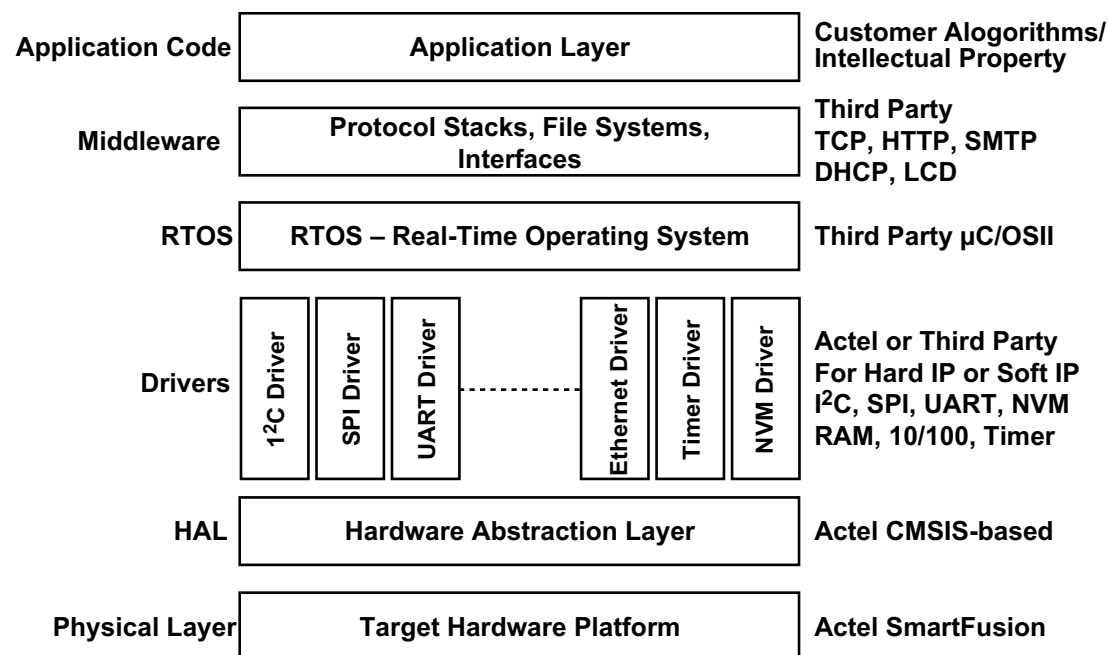 Application Code
Application Layer
Customer Alogorithms/
Intellectual Property
Middleware
Protocol Stacks, File Systems,
Interfaces
Third Party
TCP, HTTP, SMTP
DHCP, LCD
RTOS
RTOS – Real-Time Operating System
Third Party µC/OSII
Drivers
1²C Driver
SPI Driver
UART Driver
Ethernet Driver
Timer Driver
NVM Driver
Actel or Third Party
For Hard IP or Soft IP
I²C, SPI, UART, NVM
RAM, 10/100, Timer
HAL
Hardware Abstraction Layer
Actel CMSIS-based
Physical Layer
Target Hardware Platform
Actel SmartFusion